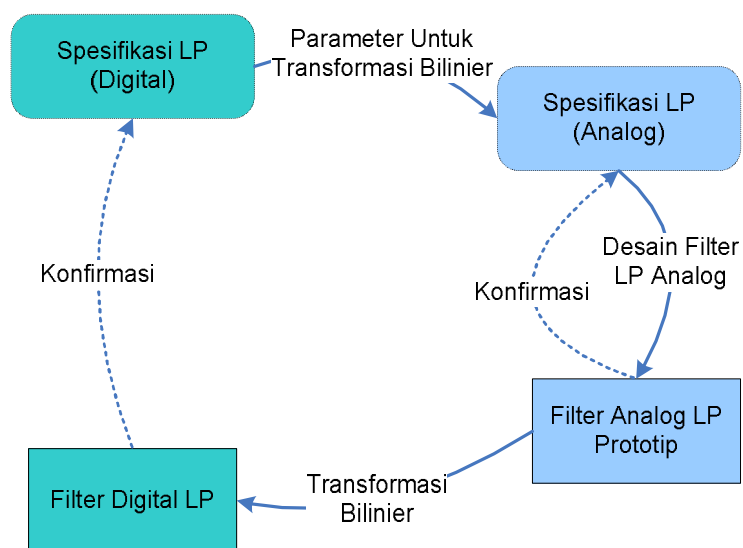 Spesifikasi LP
(Digital)
Parameter Untuk
Transformasi Bilinier
Spesifikasi LP
(Analog)
Konfirmasi
Desain Filter
LP Analog
Konfirmasi
Filter Analog LP
Prototip
Filter Digital LP
Transformasi
Bilinier